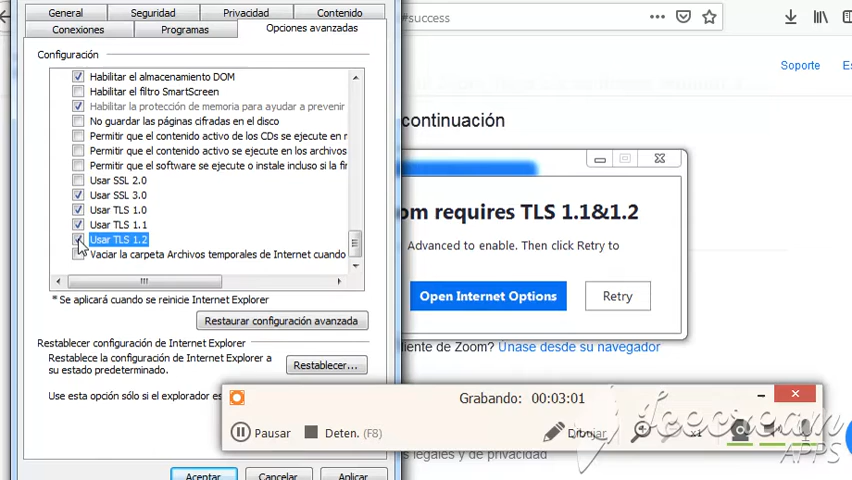 General
Seguridad
Privacidad
Contenido
Conexiones
Programas
Opciones avanzadas
#success
Soporte
Configuración
Habilitar el almacenamiento DOM
Habilitar el filtro SmartScreen
Habilitar la protección de memoria para ayudar a prevenir
No guardar las páginas cifradas en el disco
Permitir que el contenido activo de los CDs se ejecute en
Permitir que el contenido activo se ejecute en los archivos
Permitir que el software se ejecute o instale incluso si la
Usar SSL 2.0
Usar SSL 3.0
Usar TLS 1.0
Usar TLS 1.1
Usar TLS 1.2
Vaciar la carpeta Archivos temporales de Internet cuando
* Se aplicará cuando se reinicie Internet Explorer
Restaurar configuración avanzada
Restablecer configuración de Internet Explorer
Restablece la configuración de Internet Explorer a
su estado predeterminado.
Restablecer...
Use esta opción sólo si el explorador
Aceptar
Cancelar
Aplicar
continuación
om requires TLS 1.1&1.2
Advanced to enable. Then click Retry to
Open Internet Options
Retry
liente de Zoom? Únase desde su navegador
Grabando: 00:03:01
Pausar
Deten. (F8)
Dibujar
x1
Icecream
APPS
s legales y de privacidad